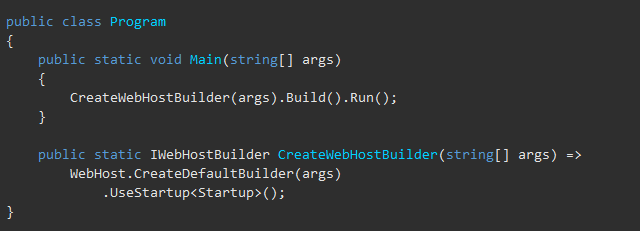 public class Program
{
    public static void Main(string[] args)
    {
        CreateWebHostBuilder(args).Build().Run();
    }

    public static IWebHostBuilder CreateWebHostBuilder(string[] args) =>
        WebHost.CreateDefaultBuilder(args)
            .UseStartup<Startup>();
}